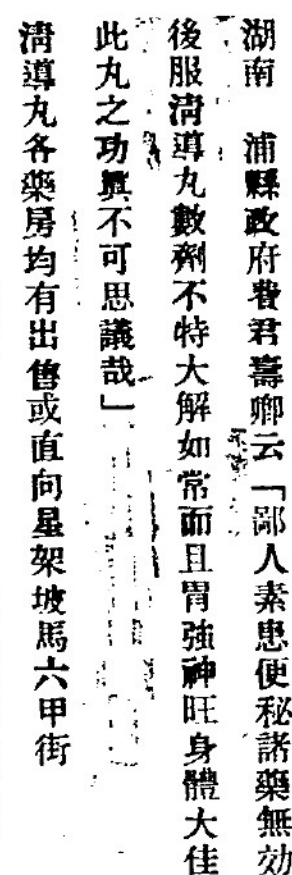 湖南　浦縣政府費君壽卿云「鄙人素患便秘諸藥無効
後服淸導丸數劑不特大解如常而且胃強神旺身體大佳
此丸之功眞不可思議哉」
淸導丸各藥房均有出售或直向星架坡馬六甲街